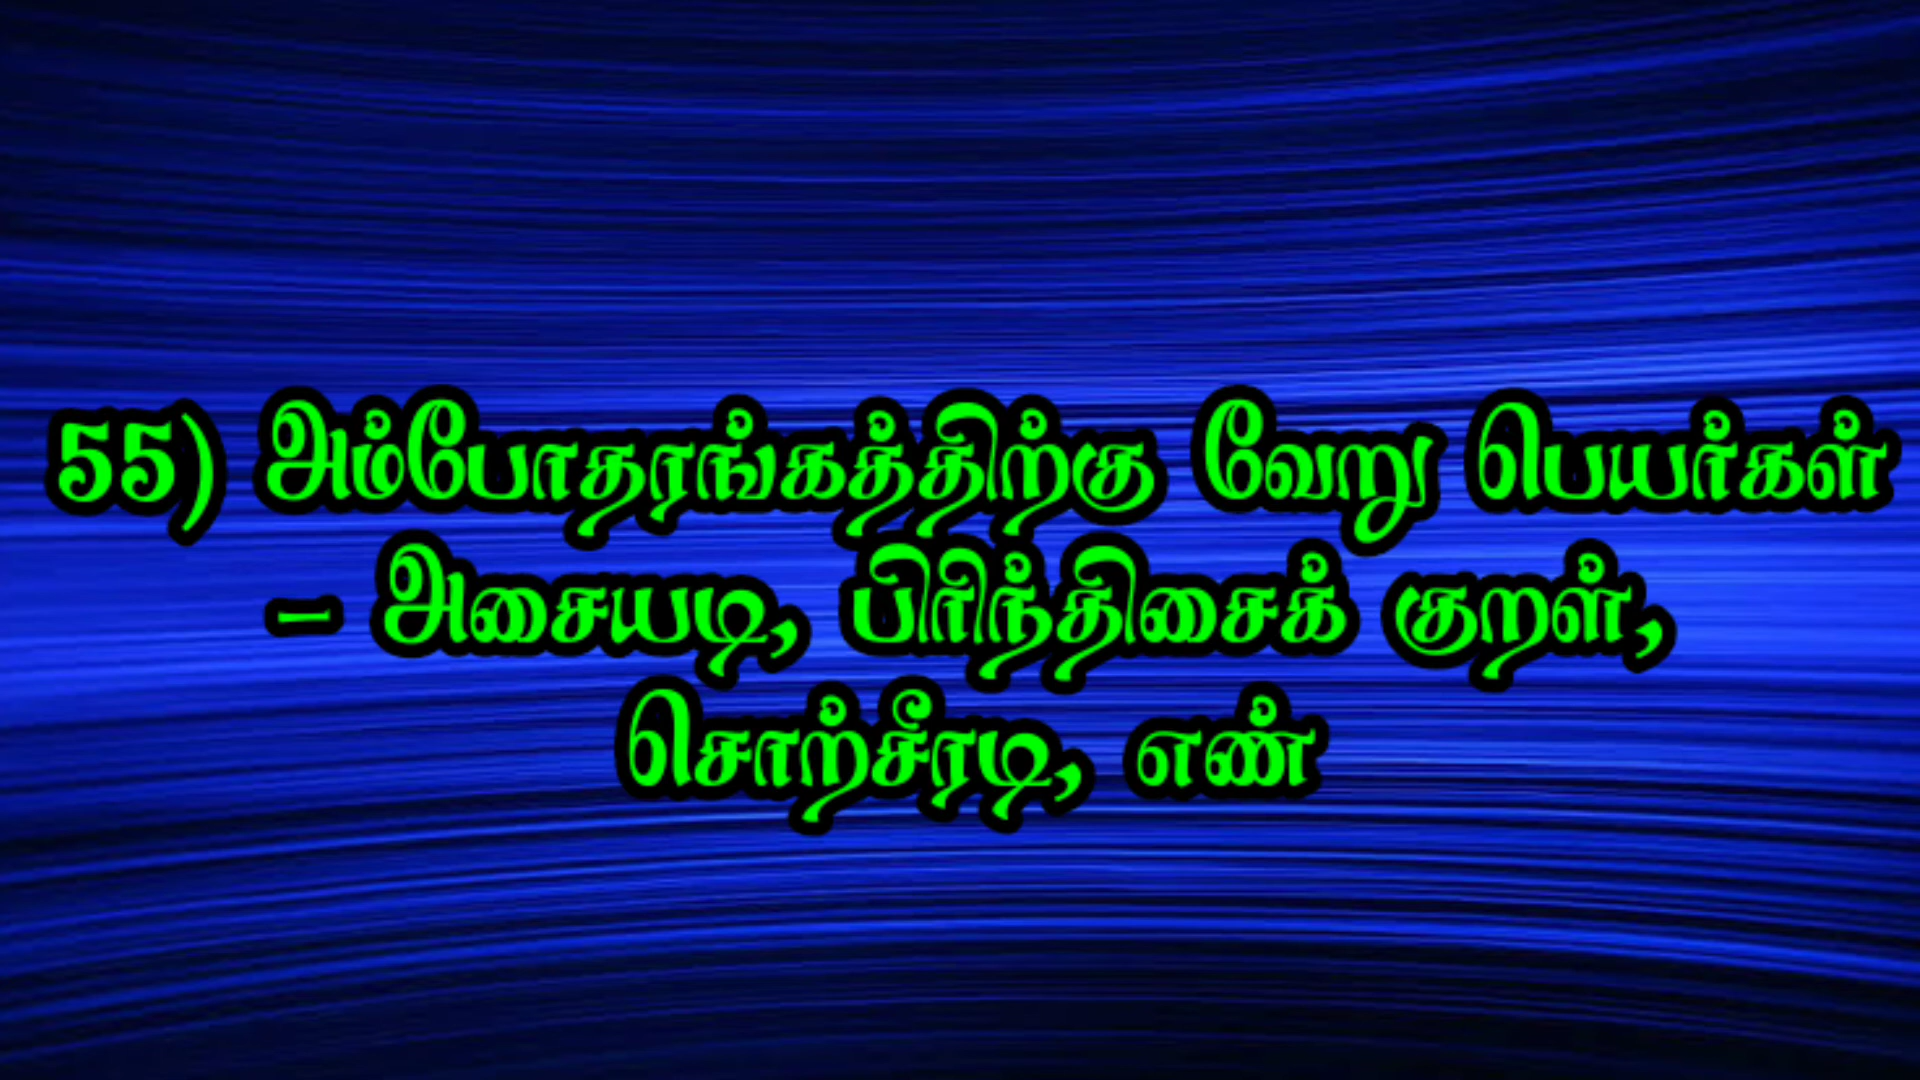 55) அம்போதரங்கத்திற்கு வேறு பெயர்கள்
– அசையடி, பிரிந்திசைக் குறள்,
சொற்சீரடி, எண்